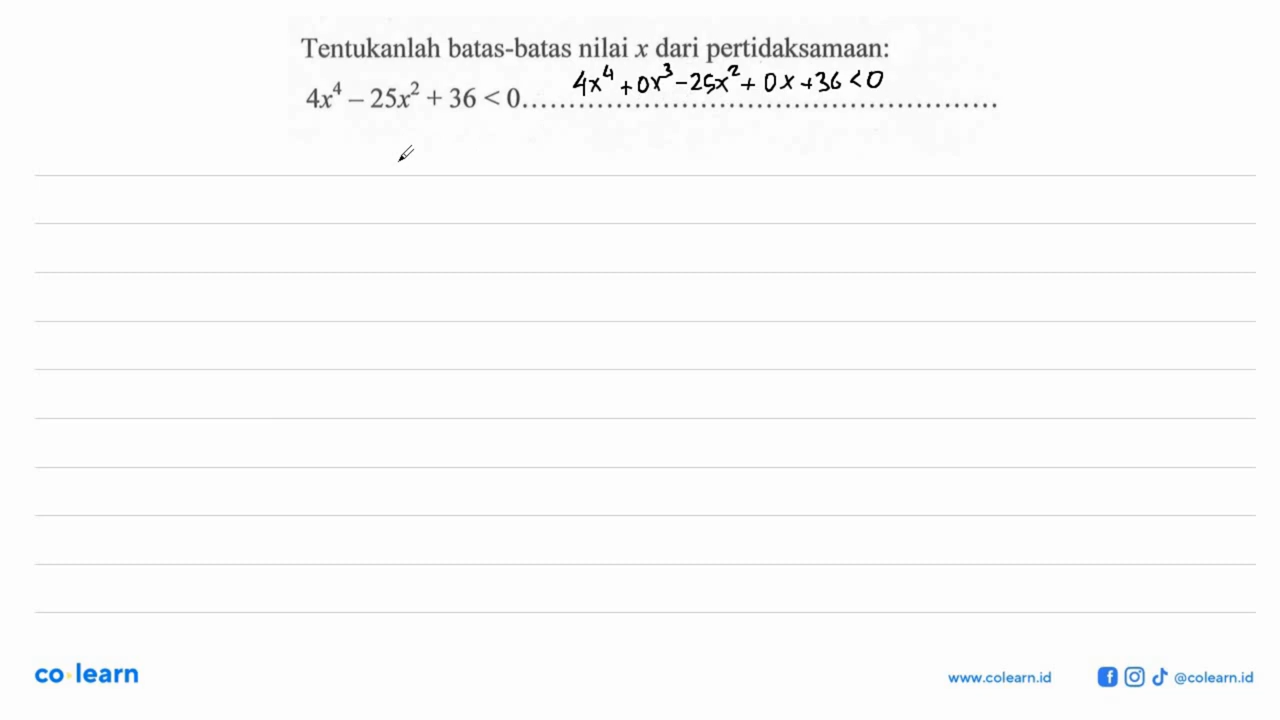 Tentukanlah batas-batas nilai x dari pertidaksamaan:
4x⁴ + 0x³ - 25x² + 0x + 36 < 0
4x⁴ – 25x² + 36 < 0..................................................
co·learn
www.colearn.id @colearn.id